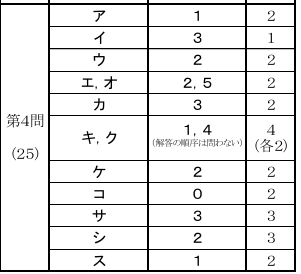 ア 1 2
イ 3 1
ウ 2 2
エ, オ 2, 5 2
カ 3 2
第4問
(25)
キ, ク 1, 4 4
(解答の順序は問わない) (各2)
ケ 2 2
コ 0 2
サ 3 3
シ 2 3
ス 1 2